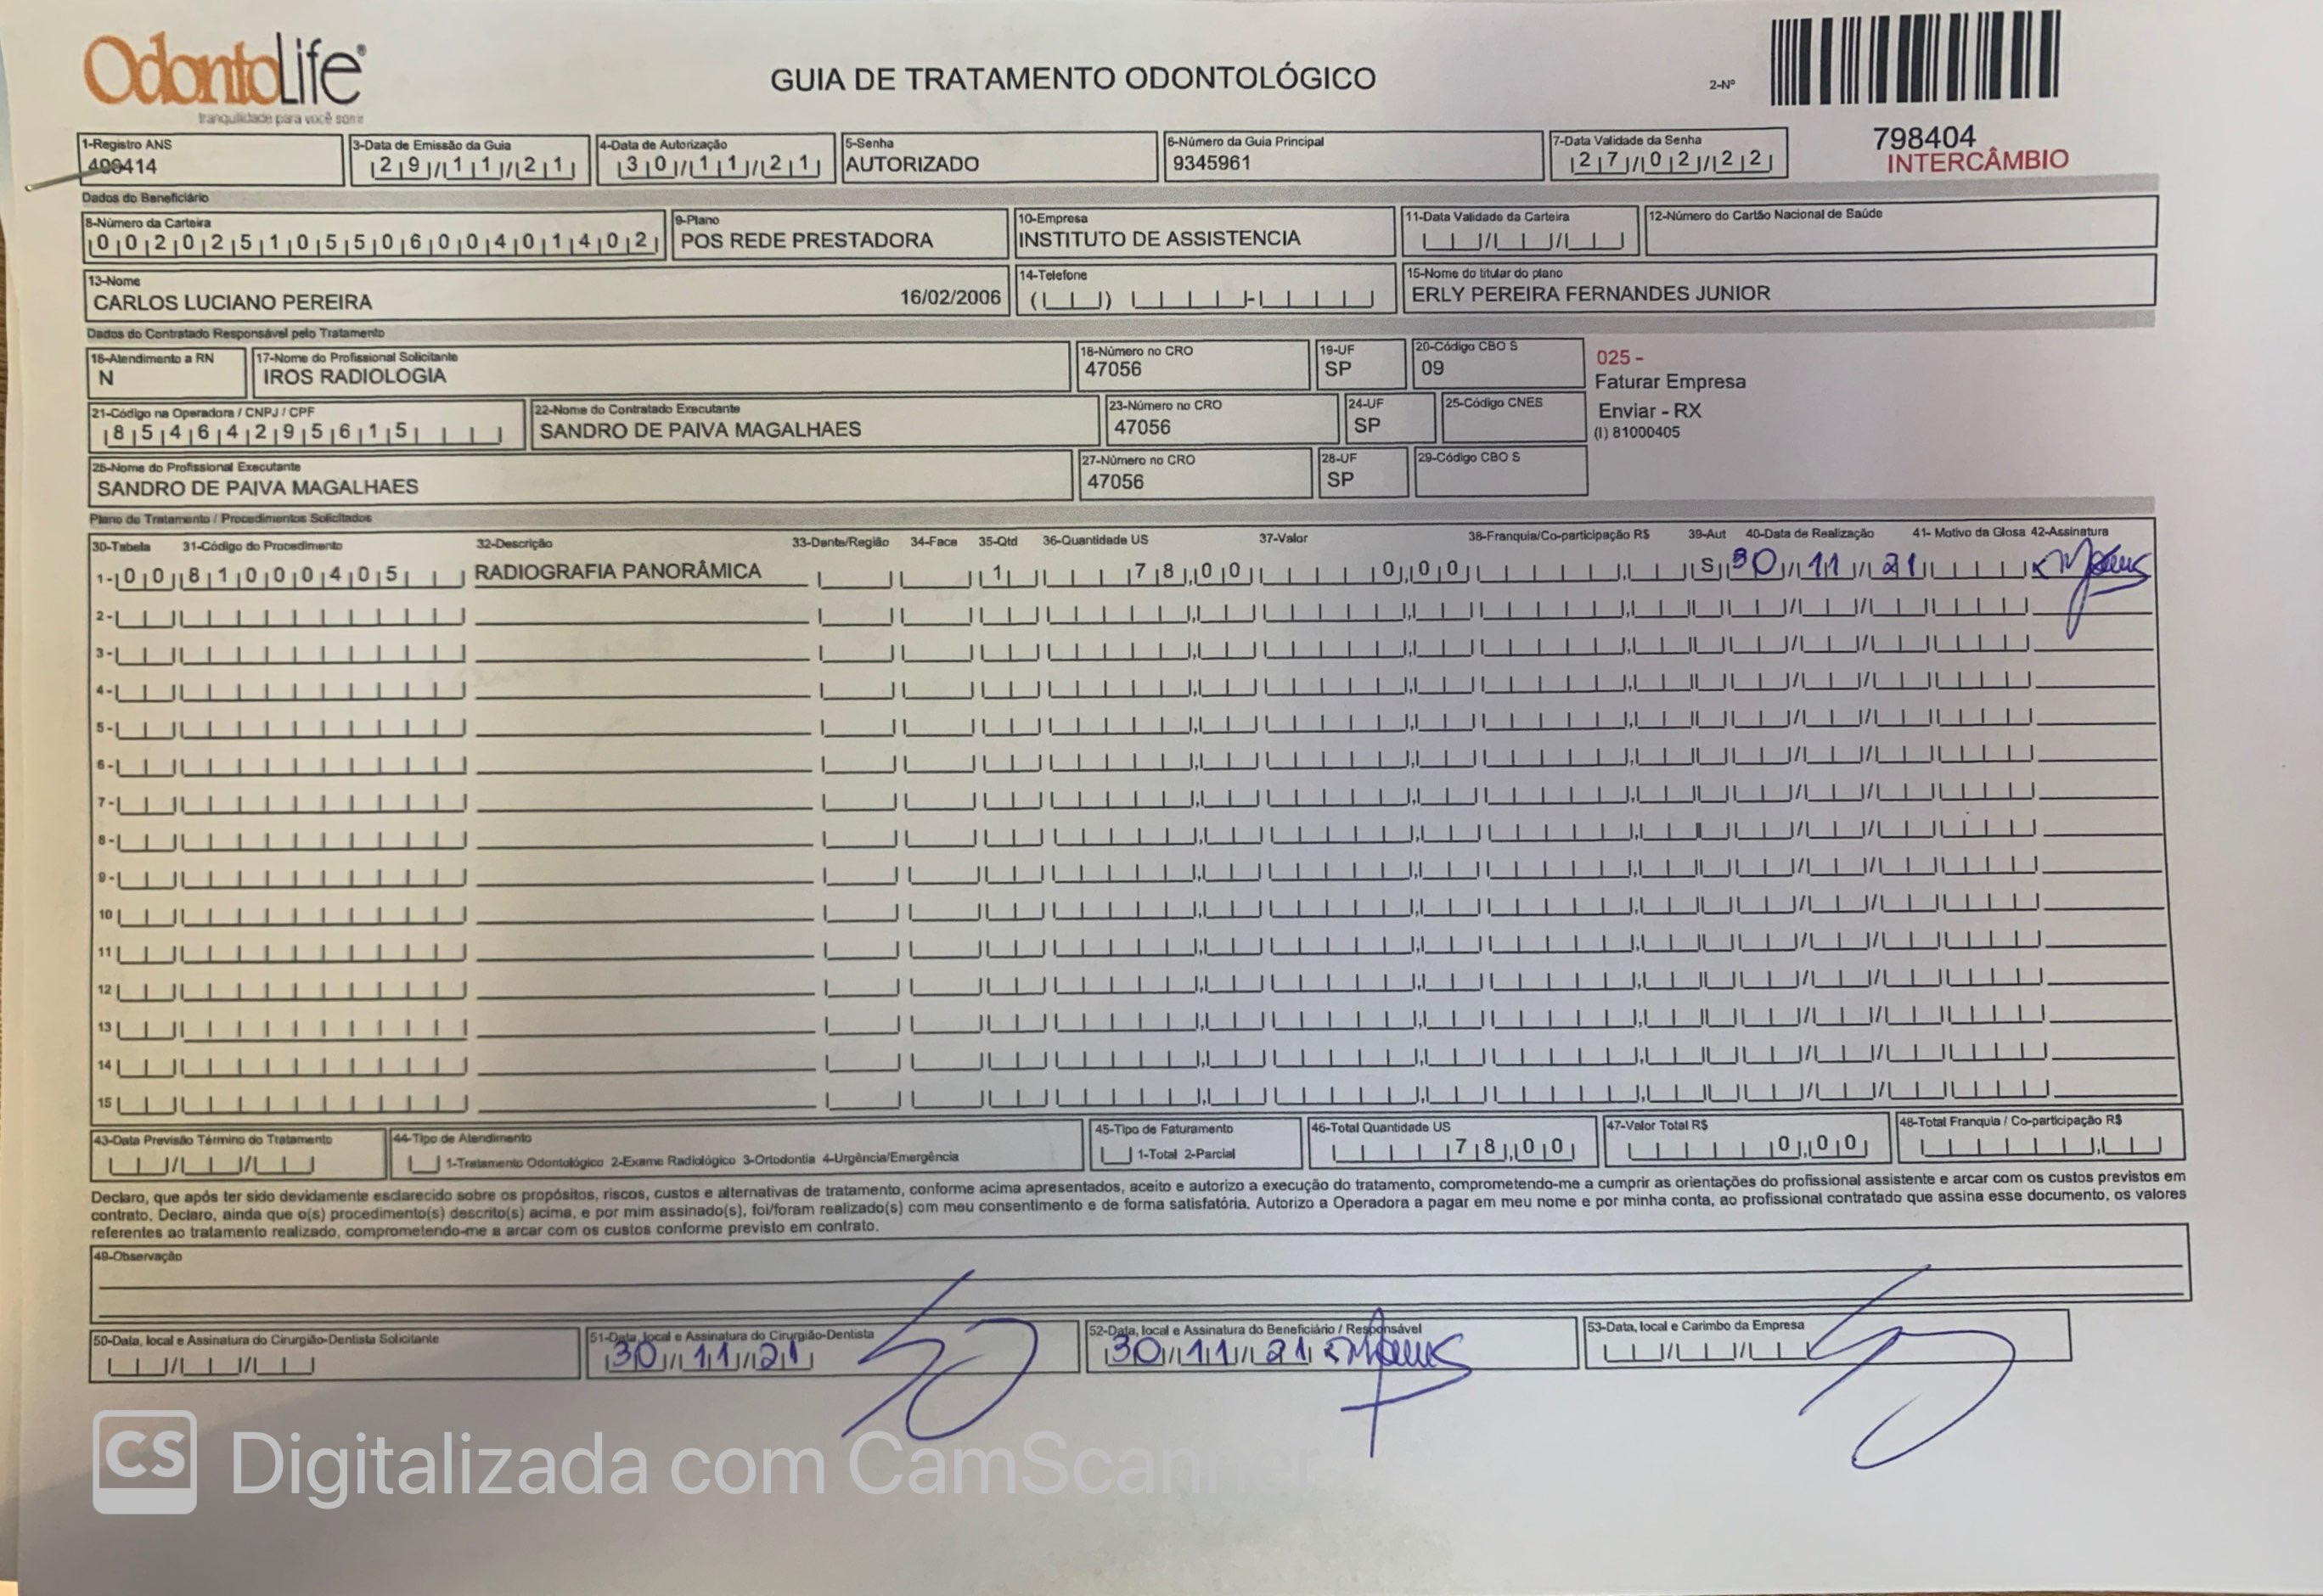 OdontoLife®
tranquilidade para você sorrir
GUIA DE TRATAMENTO ODONTOLÓGICO
2-Nº
798404
INTERCÂMBIO
1-Registro ANS
406414
3-Data de Emissão da Guia
29/11/21
4-Data de Autorização
30/11/21
5-Senha
AUTORIZADO
6-Número da Guia Principal
9345961
7-Data Validade da Senha
27/02/22
Dados do Beneficiário
8-Número da Carteira
00202510550600401402
9-Plano
POS REDE PRESTADORA
10-Empresa
INSTITUTO DE ASSISTENCIA
11-Data Validade da Carteira
12-Número do Cartão Nacional de Saúde
13-Nome
CARLOS LUCIANO PEREIRA 16/02/2006
14-Telefone
15-Nome do titular do plano
ERLY PEREIRA FERNANDES JUNIOR
Dados do Contratado Responsável pelo Tratamento
16-Atendimento a RN
N
17-Nome do Profissional Solicitante
IROS RADIOLOGIA
18-Número no CRO
47056
19-UF
SP
20-Código CBO S
09
025 -
Faturar Empresa
Enviar - RX
(I) 81000405
21-Código na Operadora / CNPJ / CPF
85464295615
22-Nome do Contratado Executante
SANDRO DE PAIVA MAGALHAES
23-Número no CRO
47056
24-UF
SP
25-Código CNES
26-Nome do Profissional Executante
SANDRO DE PAIVA MAGALHAES
27-Número no CRO
47056
28-UF
SP
29-Código CBO S
Plano de Tratamento / Procedimentos Solicitados
30-Tabela 31-Código do Procedimento 32-Descrição 33-Dente/Região 34-Face 35-Qtd 36-Quantidade US 37-Valor 38-Franquia/Co-participação R$ 39-Aut 40-Data de Realização 41- Motivo da Glosa 42-Assinatura
1- 00 81000405 RADIOGRAFIA PANORÂMICA 1 78,00 0,00 S 30/11/21
2-
3-
4-
5-
6-
7-
8-
9-
10
11
12
13
14
15
43-Data Previsão Término do Tratamento
44-Tipo de Atendimento
1-Tratamento Odontológico 2-Exame Radiológico 3-Ortodontia 4-Urgência/Emergência
45-Tipo de Faturamento
1-Total 2-Parcial
46-Total Quantidade US
78,00
47-Valor Total R$
0,00
48-Total Franquia / Co-participação R$
Declaro, que após ter sido devidamente esclarecido sobre os propósitos, riscos, custos e alternativas de tratamento, conforme acima apresentados, aceito e autorizo a execução do tratamento, comprometendo-me a cumprir as orientações do profissional assistente e arcar com os custos previstos em
contrato. Declaro, ainda que o(s) procedimento(s) descrito(s) acima, e por mim assinado(s), foi/foram realizado(s) com meu consentimento e de forma satisfatória. Autorizo a Operadora a pagar em meu nome e por minha conta, ao profissional contratado que assina esse documento, os valores
referentes ao tratamento realizado, comprometendo-me a arcar com os custos conforme previsto em contrato.
49-Observação
50-Data, local e Assinatura do Cirurgião-Dentista Solicitante
51-Data, local e Assinatura do Cirurgião-Dentista
30/11/21
52-Data, local e Assinatura do Beneficiário / Responsável
30/11/21
53-Data, local e Carimbo da Empresa
CS Digitalizada com CamScanner